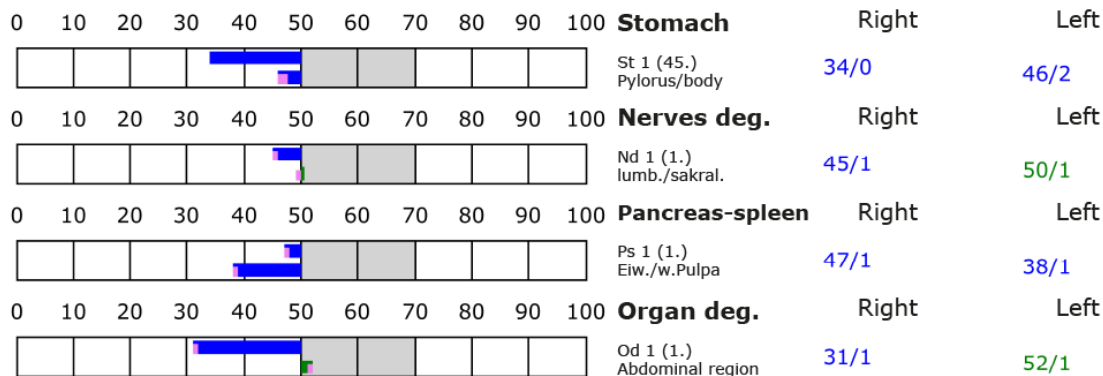 0 10 20 30 40 50 60 70 80 90 100 Stomach Right Left
St 1 (45.) 34/0 46/2
Pylorus/body
0 10 20 30 40 50 60 70 80 90 100 Nerves deg. Right Left
Nd 1 (1.) 45/1 50/1
lumb./sakral.
0 10 20 30 40 50 60 70 80 90 100 Pancreas-spleen Right Left
Ps 1 (1.) 47/1 38/1
Eiw./w.Pulpa
0 10 20 30 40 50 60 70 80 90 100 Organ deg. Right Left
Od 1 (1.) 31/1 52/1
Abdominal region